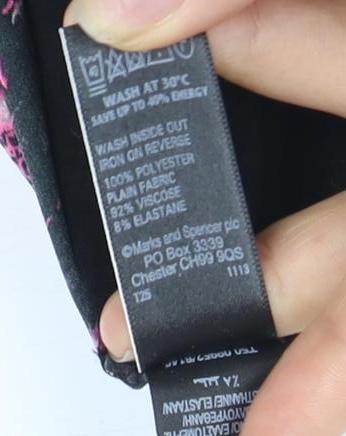 WASH AT 30°C
SAVE UP TO 40% ENERGY
WASH INSIDE OUT
IRON ON REVERSE
100% POLYESTER
PLAIN FABRIC
92% VISCOSE
8% ELASTANE
©Marks and Spencer plc
PO Box 3339
Chester CH99 9QS
1113
T25